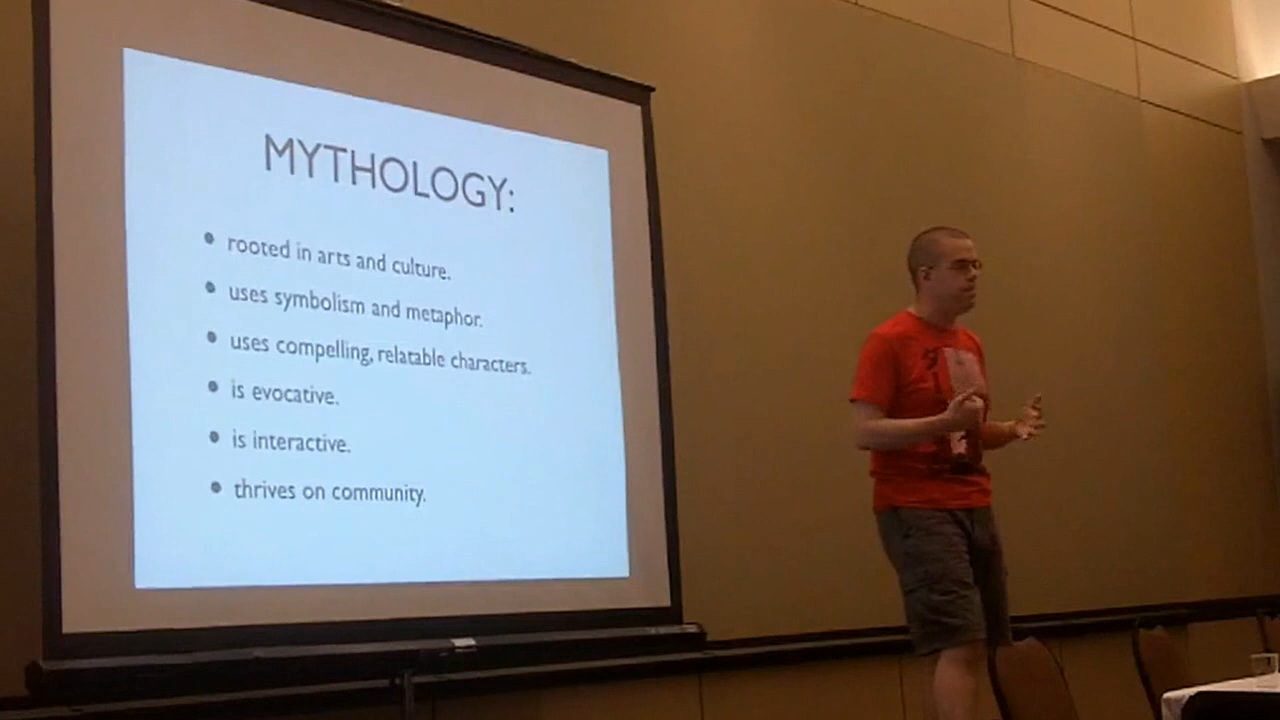 MYTHOLOGY:
• rooted in arts and culture.
• uses symbolism and metaphor.
• uses compelling, relatable characters.
• is evocative.
• is interactive.
• thrives on community.